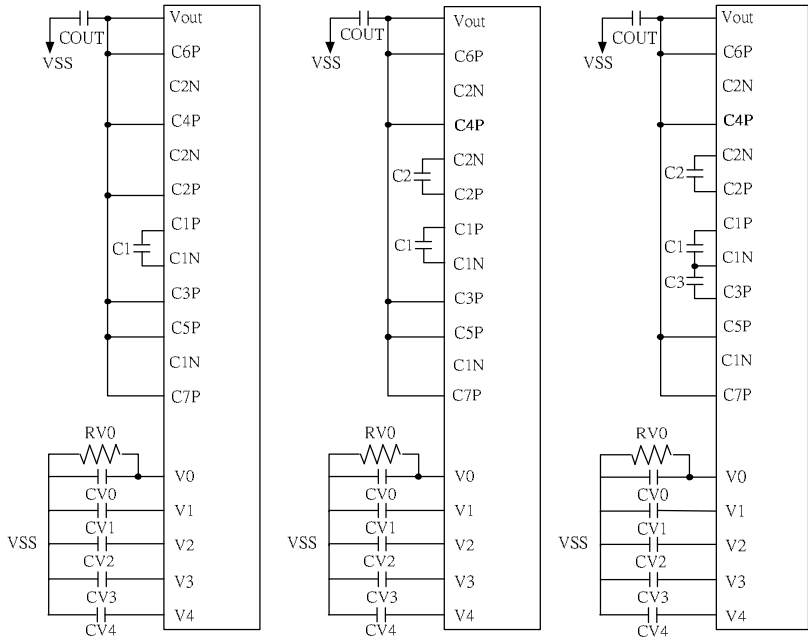 Vout
COUT
VSS
C6P
C2N
C4P
C2N
C2P
C1P
C1
C1N
C3P
C5P
C1N
C7P
RV0
V0
CV0
V1
CV1
VSS
V2
CV2
V3
CV3
V4
CV4
Vout
COUT
VSS
C6P
C2N
C4P
C2N
C2
C2P
C1P
C1
C1N
C3P
C5P
C1N
C7P
RV0
V0
CV0
V1
CV1
VSS
V2
CV2
V3
CV3
V4
CV4
Vout
COUT
VSS
C6P
C2N
C4P
C2N
C2
C2P
C1P
C1
C1N
C3
C3P
C5P
C1N
C7P
RV0
V0
CV0
V1
CV1
VSS
V2
CV2
V3
CV3
V4
CV4